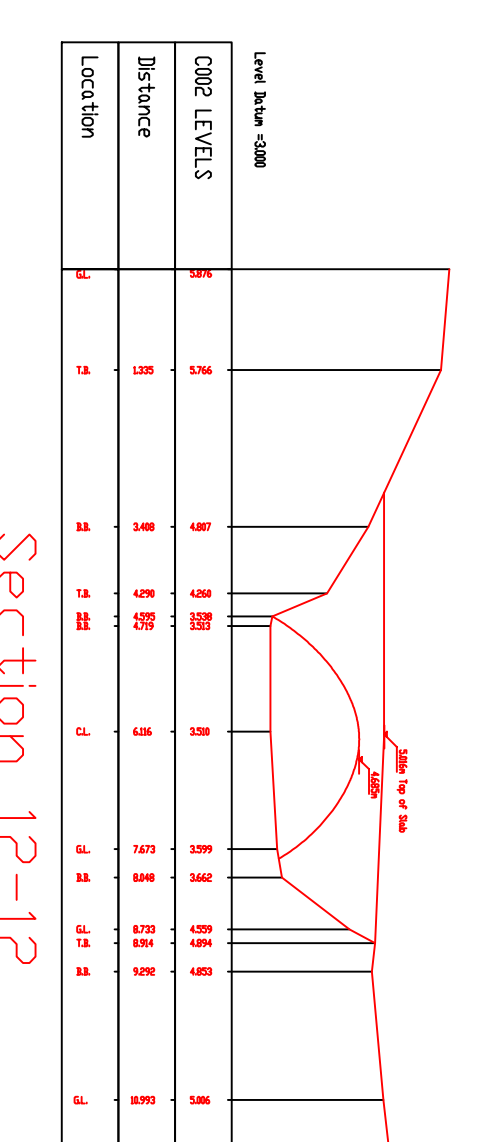 Level Datum =3.000
C002 LEVELS 5.876 5.766 4.807 4.260 3.538 3.513 3.510 3.599 3.662 4.559 4.894 4.853 5.006
Distance 1.335 3.408 4.290 4.595 4.719 6.116 7.673 8.048 8.733 8.914 9.292 10.993
Location G.L. T.B. B.B. T.B. B.B. B.B. C.L. G.L. B.B. G.L. T.B. B.B. G.L.
5.016m Top of Slab
4.685m
Section 12-12